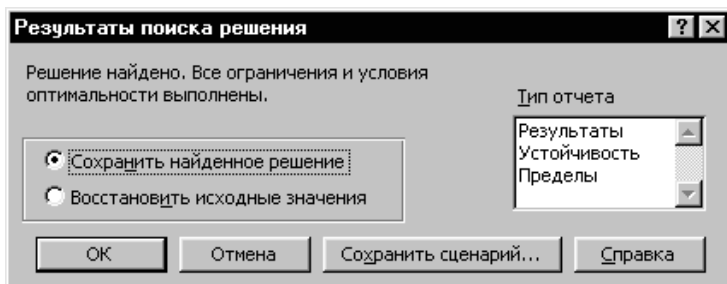 Результаты поиска решения
Решение найдено. Все ограничения и условия
оптимальности выполнены.
Тип отчета
Результаты
Устойчивость
Пределы
Сохранить найденное решение
Восстановить исходные значения
ОК
Отмена
Сохранить сценарий...
Справка